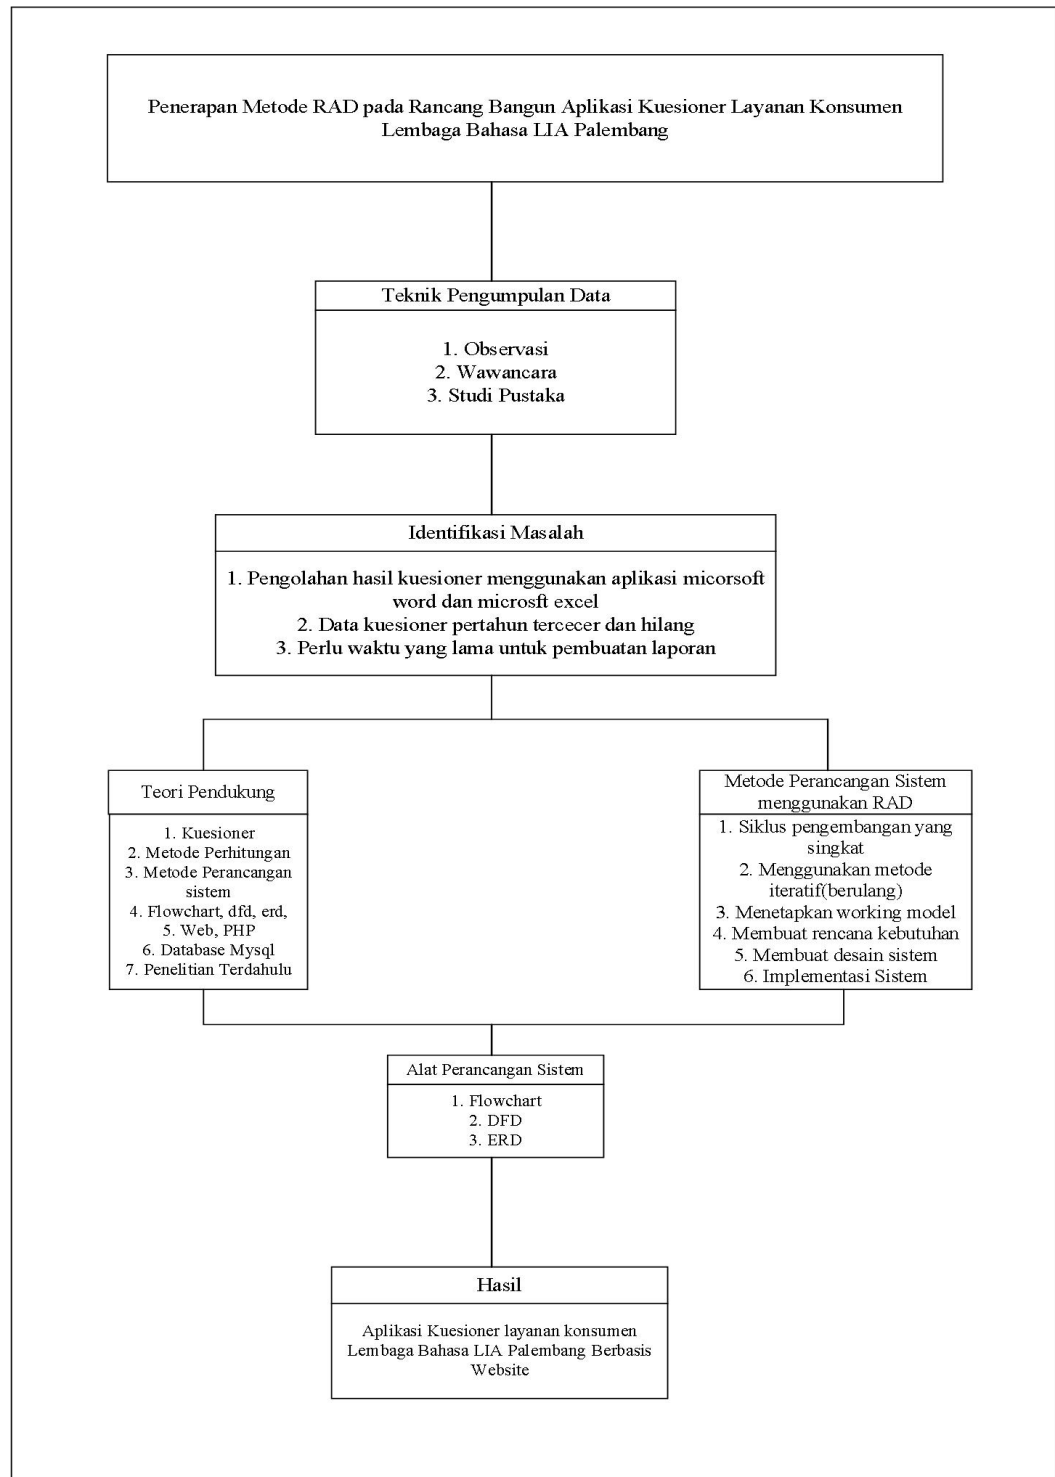 Penerapan Metode RAD pada Rancang Bangun Aplikasi Kuesioner Layanan Konsumen
Lembaga Bahasa LIA Palembang
Teknik Pengumpulan Data
1. Observasi
2. Wawancara
3. Studi Pustaka
Identifikasi Masalah
1. Pengolahan hasil kuesioner menggunakan aplikasi micorsoft
word dan microsft excel
2. Data kuesioner pertahun tercecer dan hilang
3. Perlu waktu yang lama untuk pembuatan laporan
Teori Pendukung
1. Kuesioner
2. Metode Perhitungan
3. Metode Perancangan
sistem
4. Flowchart, dfd, erd,
5. Web, PHP
6. Database Mysql
7. Penelitian Terdahulu
Metode Perancangan Sistem
menggunakan RAD
1. Siklus pengembangan yang
singkat
2. Menggunakan metode
iteratif(berulang)
3. Menetapkan working model
4. Membuat rencana kebutuhan
5. Membuat desain sistem
6. Implementasi Sistem
Alat Perancangan Sistem
1. Flowchart
2. DFD
3. ERD
Hasil
Aplikasi Kuesioner layanan konsumen
Lembaga Bahasa LIA Palembang Berbasis
Website